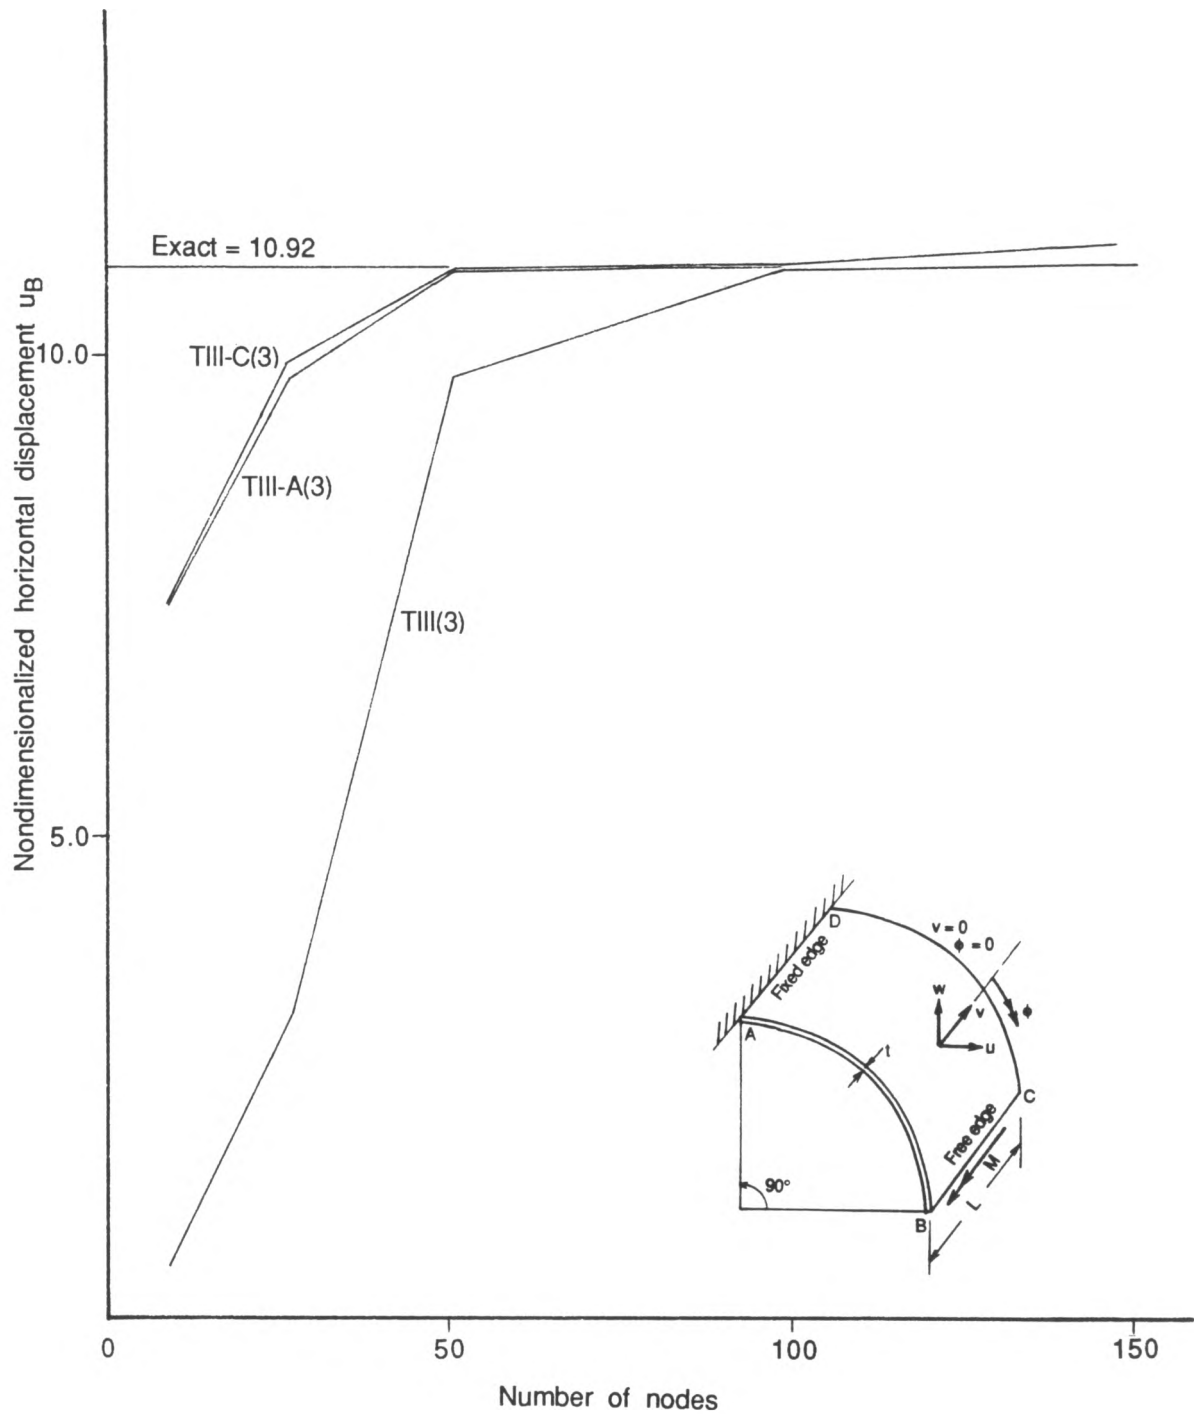 Exact = 10.92
Nondimensionalized horizontal displacement uB
10.0
TIII-C(3)
TIII-A(3)
TIII(3)
5.0
D
Fixed edge
v = 0
ϕ = 0
w
v
ϕ
u
A
t
C
Free edge
M
90°
L
B
0
50
100
150
Number of nodes